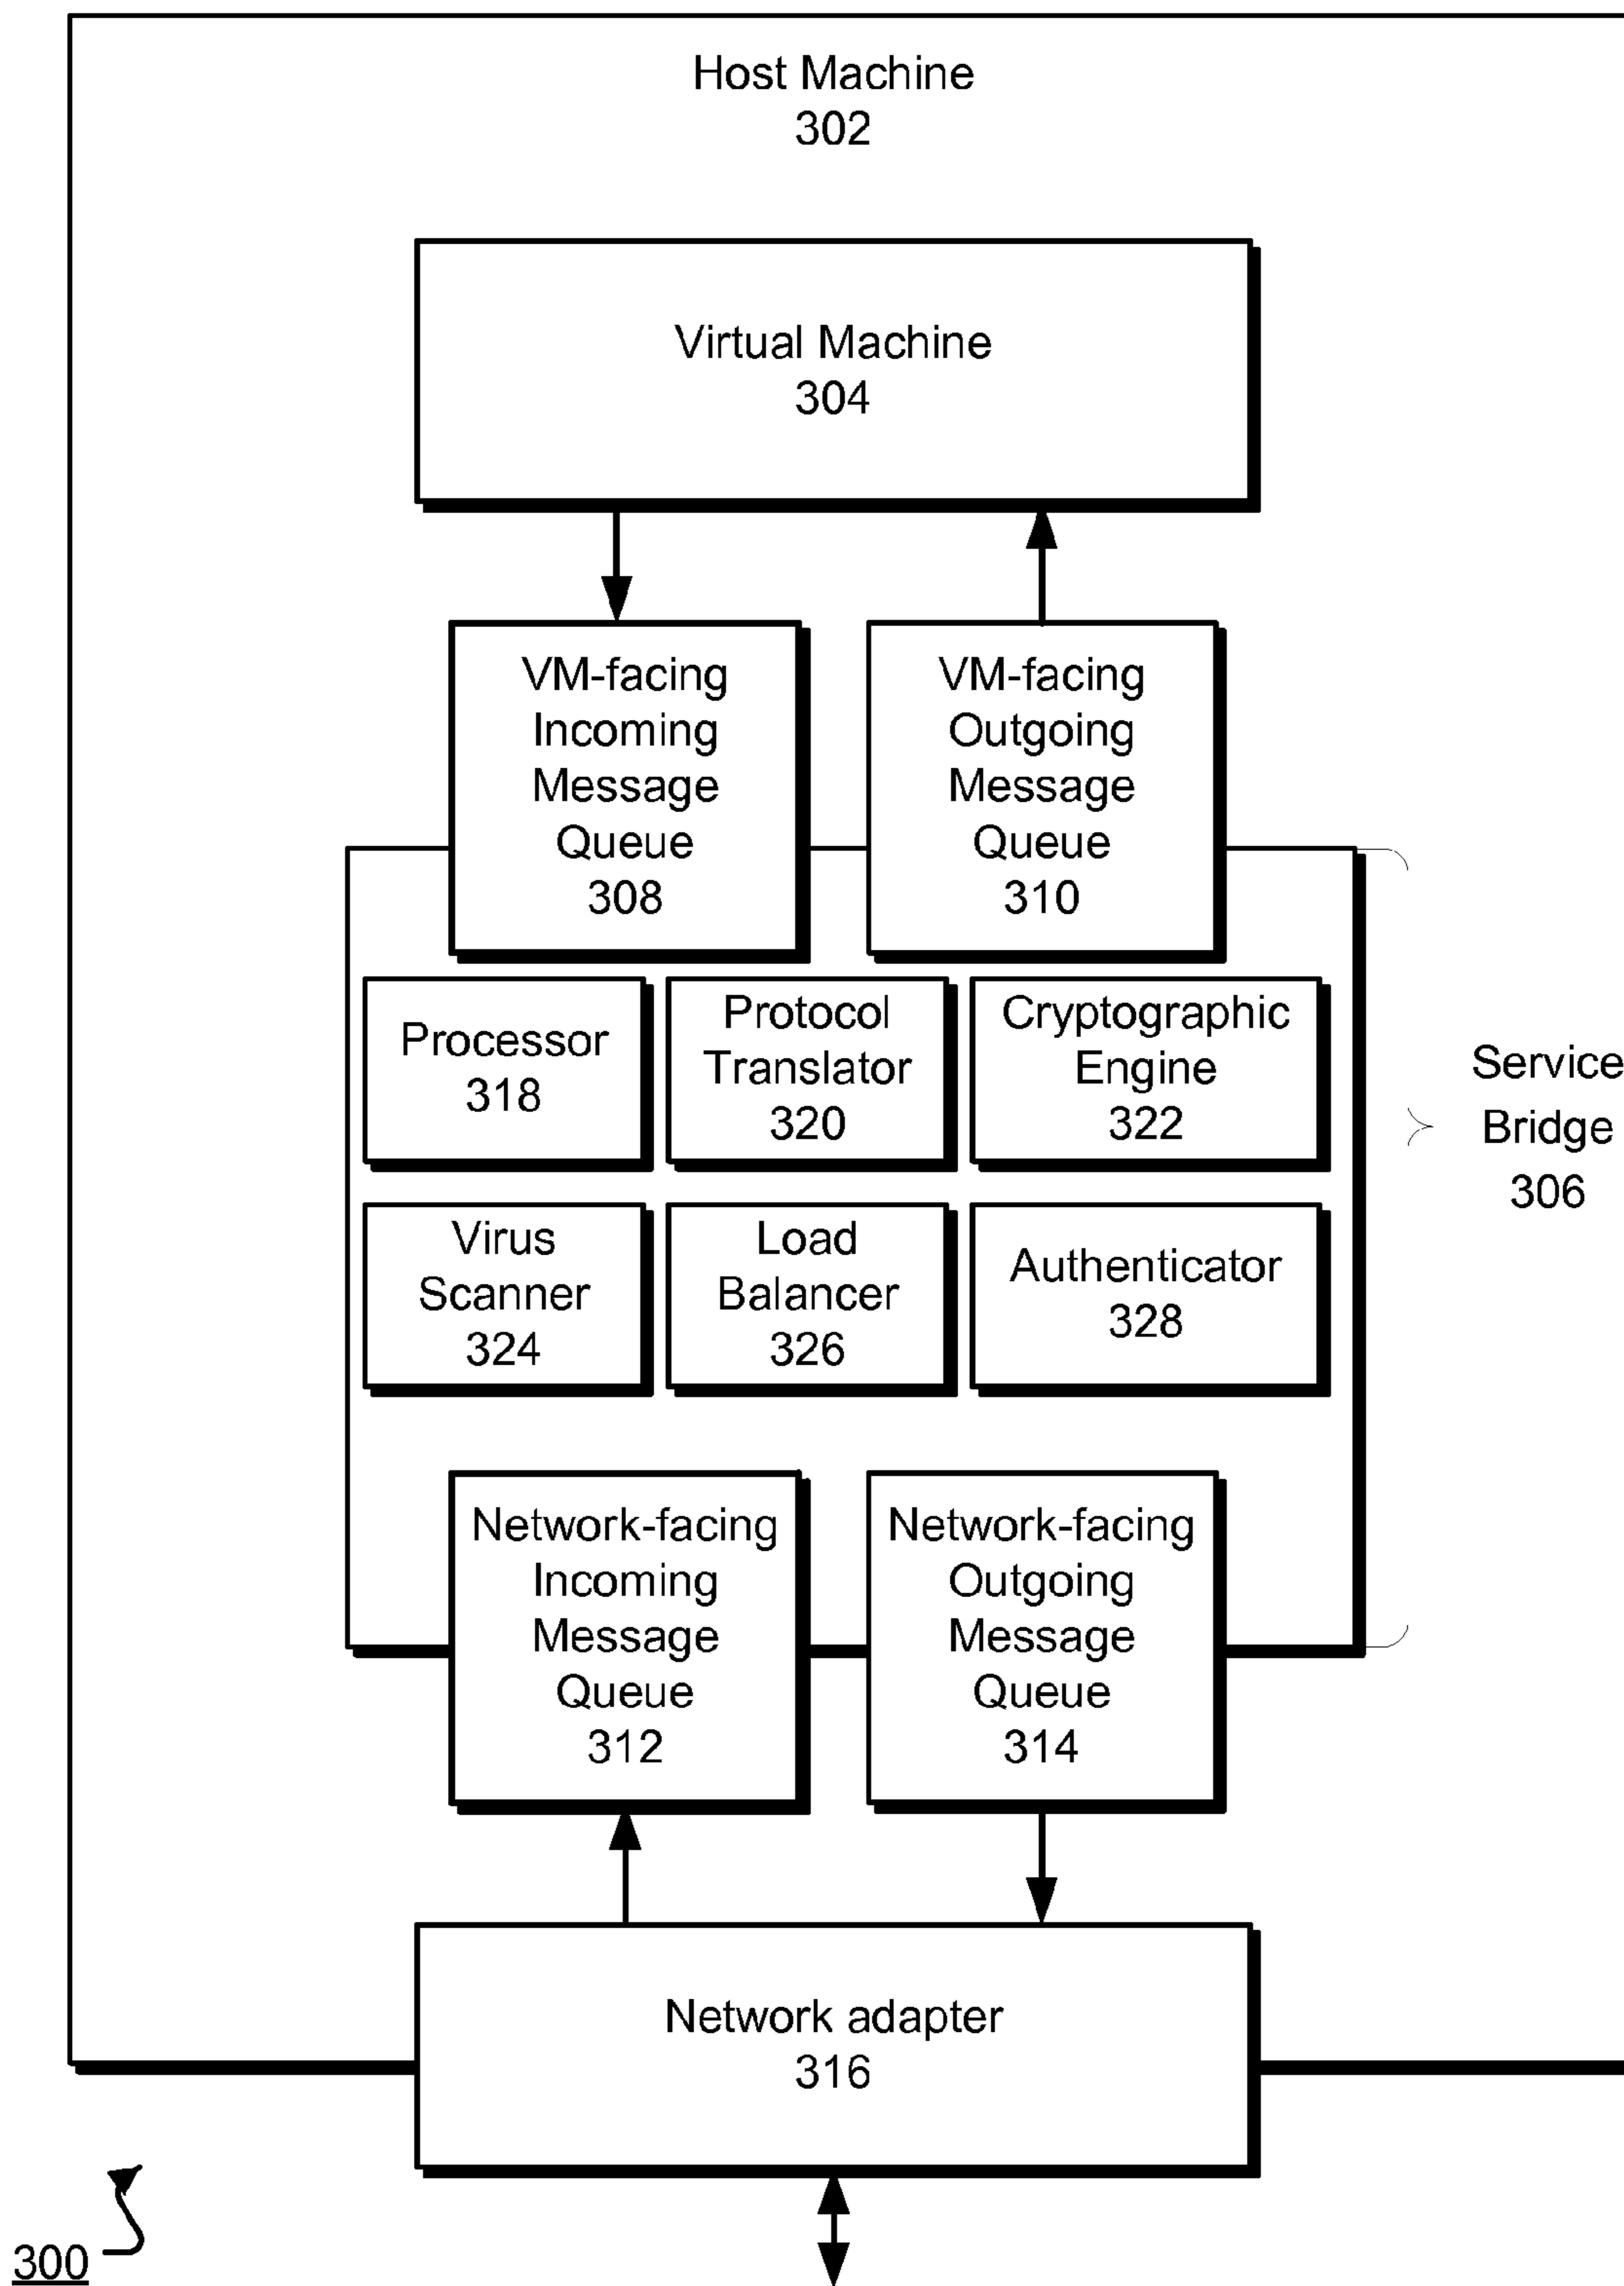 Host Machine
302
Virtual Machine
304
VM-facing
Incoming
Message
Queue
308
VM-facing
Outgoing
Message
Queue
310
Processor
318
Protocol
Translator
320
Cryptographic
Engine
322
Service
Bridge
306
Virus
Scanner
324
Load
Balancer
326
Authenticator
328
Network-facing
Incoming
Message
Queue
312
Network-facing
Outgoing
Message
Queue
314
Network adapter
316
300